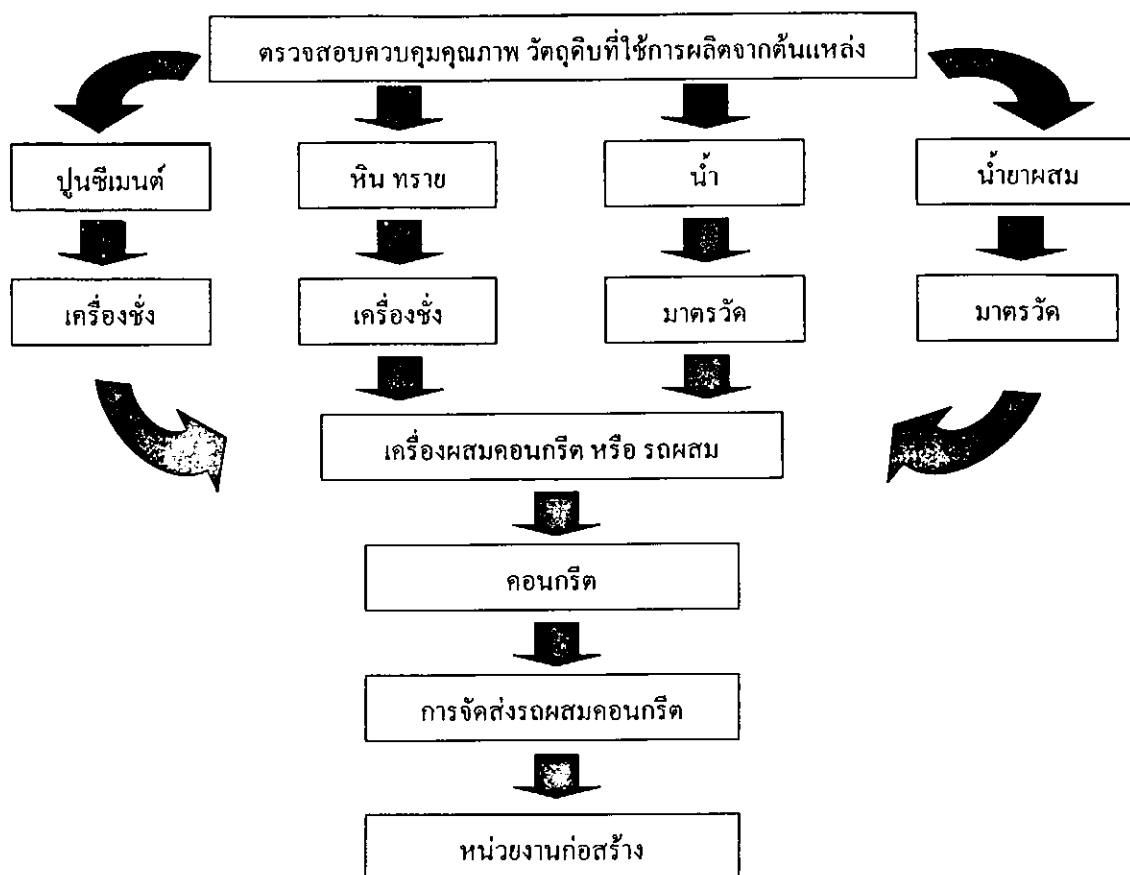 ตรวจสอบควบคุมคุณภาพ วัตถุดิบที่ใช้การผลิตจากต้นแหล่ง
ปูนซีเมนต์
หิน ทราย
น้ำ
น้ำยาผสม
เครื่องชั่ง
เครื่องชั่ง
มาตรวัด
มาตรวัด
เครื่องผสมคอนกรีต หรือ รถผสม
คอนกรีต
การจัดส่งรถผสมคอนกรีต
หน่วยงานก่อสร้าง